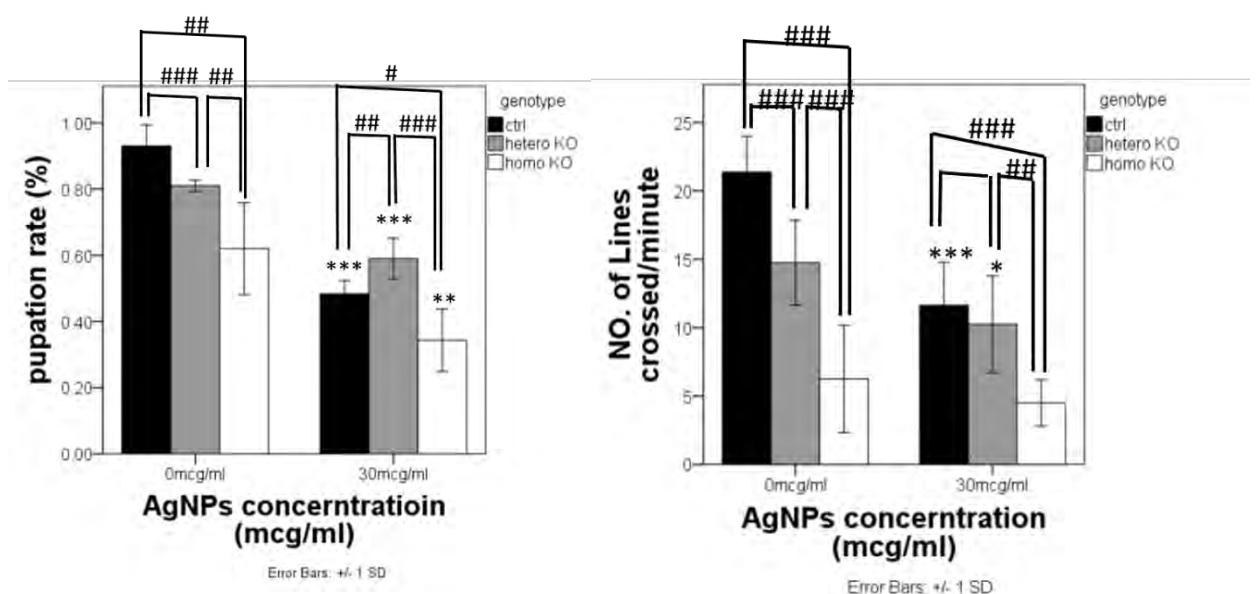 ##
### ##
#
## ###
genotype
ctrl
hetero KO
homo KO
1.00
0.80
0.60
0.40
0.20
0.00
pupation rate (%)
***
***
**
0mcg/ml
30mcg/ml
AgNPs concerntratioin
(mcg/ml)
Error Bars: +/- 1 SD
###
### ###
###
##
genotype
ctrl
hetero KO
homo KO
25
20
15
10
5
0
NO. of Lines
crossed/minute
***
*
0mcg/ml
30mcg/ml
AgNPs concerntration
(mcg/ml)
Error Bars: +/- 1 SD